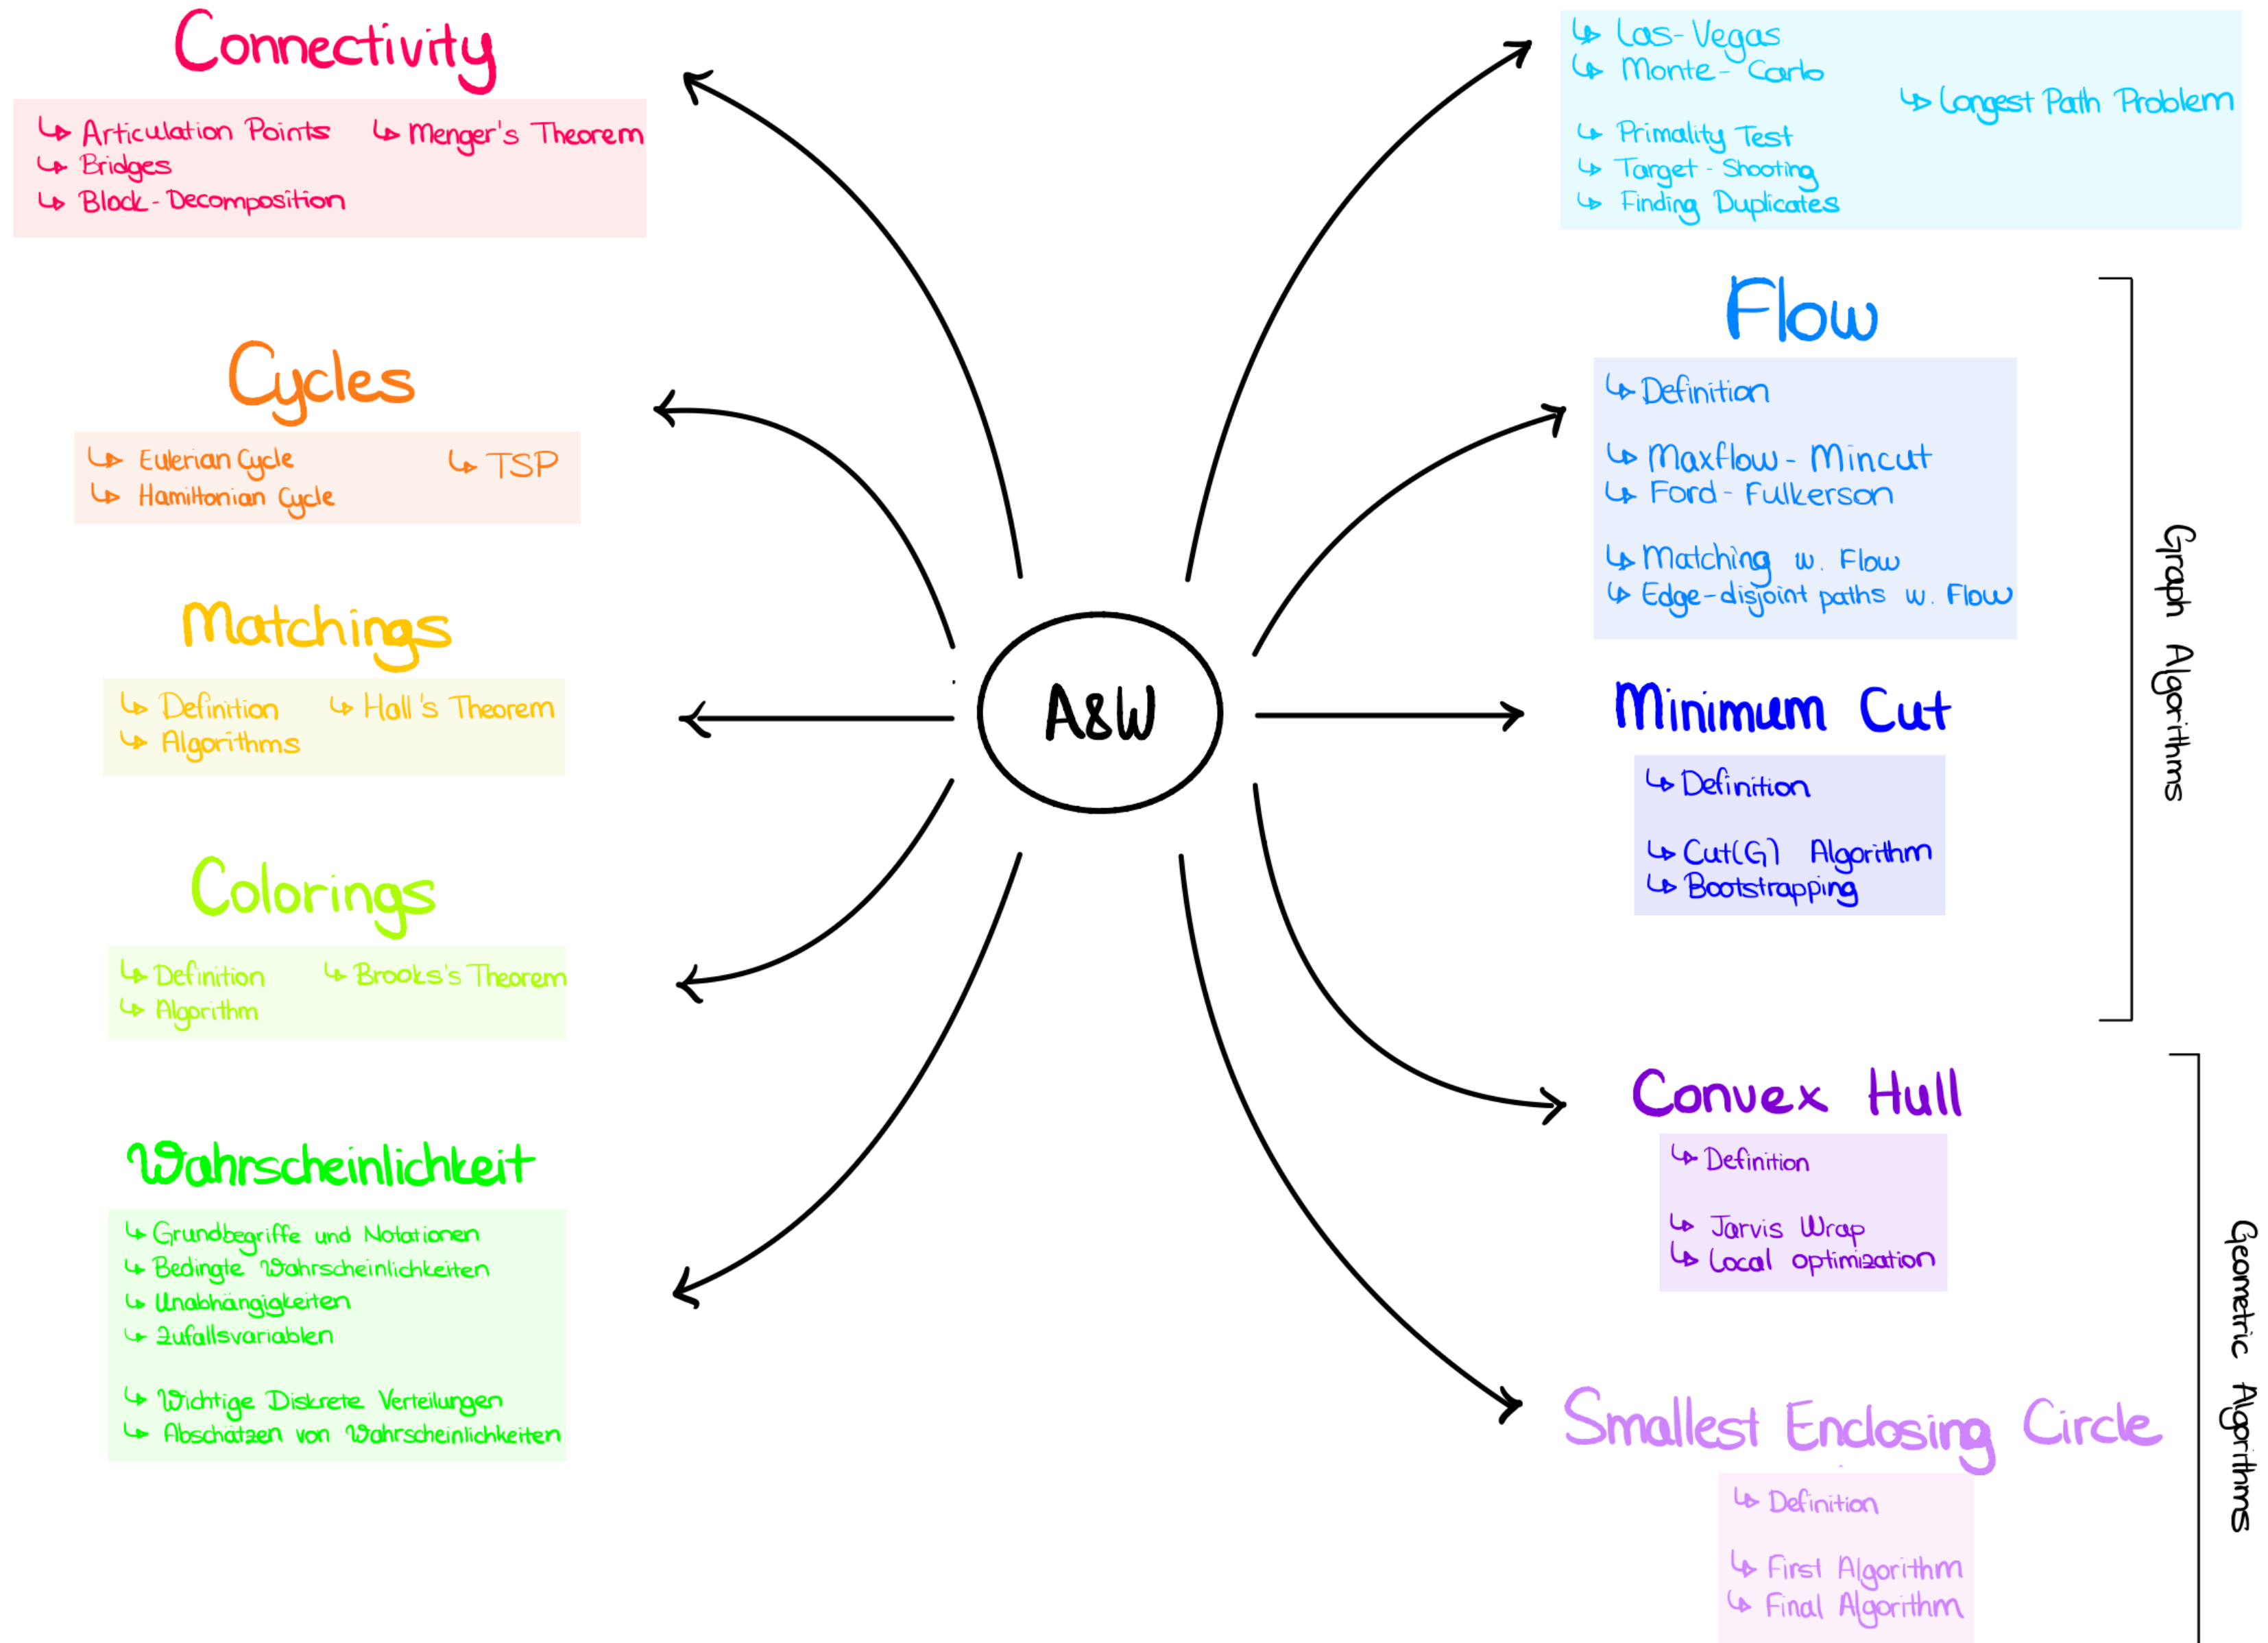 Connectivity
↳ Articulation Points ↳ Menger's Theorem
↳ Bridges
↳ Block-Decomposition
Cycles
↳ Eulerian Cycle ↳ TSP
↳ Hamiltonian Cycle
Matchings
↳ Definition ↳ Hall's Theorem
↳ Algorithms
Colorings
↳ Definition ↳ Brooks's Theorem
↳ Algorithm
Wahrscheinlichkeit
↳ Grundbegriffe und Notationen
↳ Bedingte Wahrscheinlichkeiten
↳ Unabhängigkeiten
↳ Zufallsvariablen
↳ Wichtige Diskrete Verteilungen
↳ Abschätzen von Wahrscheinlichkeiten
A&W
↳ Las-Vegas
↳ Monte-Carlo
↳ Longest Path Problem
↳ Primality Test
↳ Target-Shooting
↳ Finding Duplicates
Flow
↳ Definition
↳ Maxflow-Mincut
↳ Ford-Fulkerson
↳ Matching w. Flow
↳ Edge-disjoint paths w. Flow
Minimum Cut
↳ Definition
↳ Cut(G) Algorithm
↳ Bootstrapping
Graph Algorithms
Convex Hull
↳ Definition
↳ Jarvis Wrap
↳ Local optimization
Smallest Enclosing Circle
↳ Definition
↳ First Algorithm
↳ Final Algorithm
Geometric Algorithms